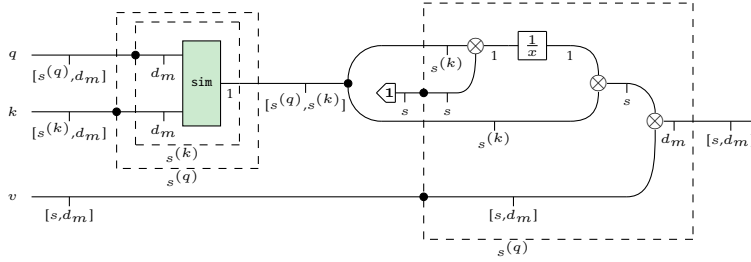 q
[s^(q),d_m]
d_m
sim
1
[s^(q),s^(k)]
k
[s^(k),d_m]
d_m
s^(k)
s^(q)
s^(k)
1
1/x
1
1
s
s
s^(k)
s
d_m
[s,d_m]
v
[s,d_m]
[s,d_m]
s^(q)